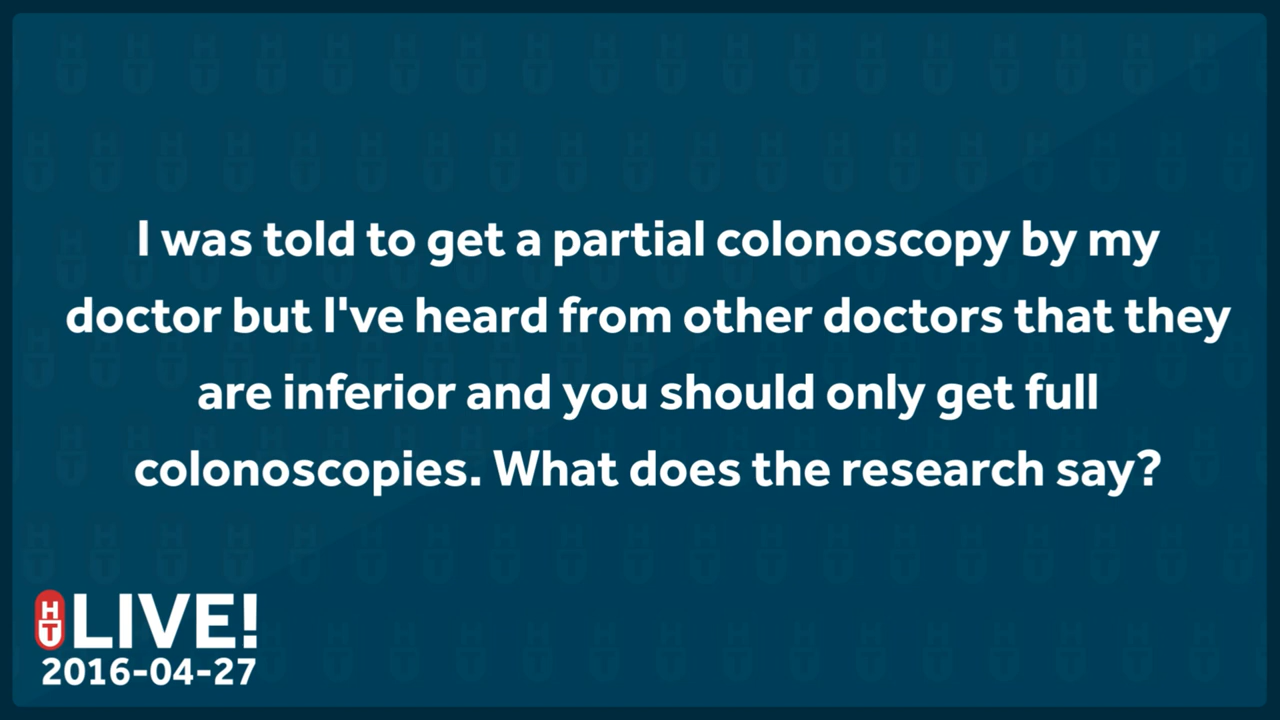 I was told to get a partial colonoscopy by my
doctor but I've heard from other doctors that they
are inferior and you should only get full
colonoscopies. What does the research say?
HT LIVE!
2016-04-27